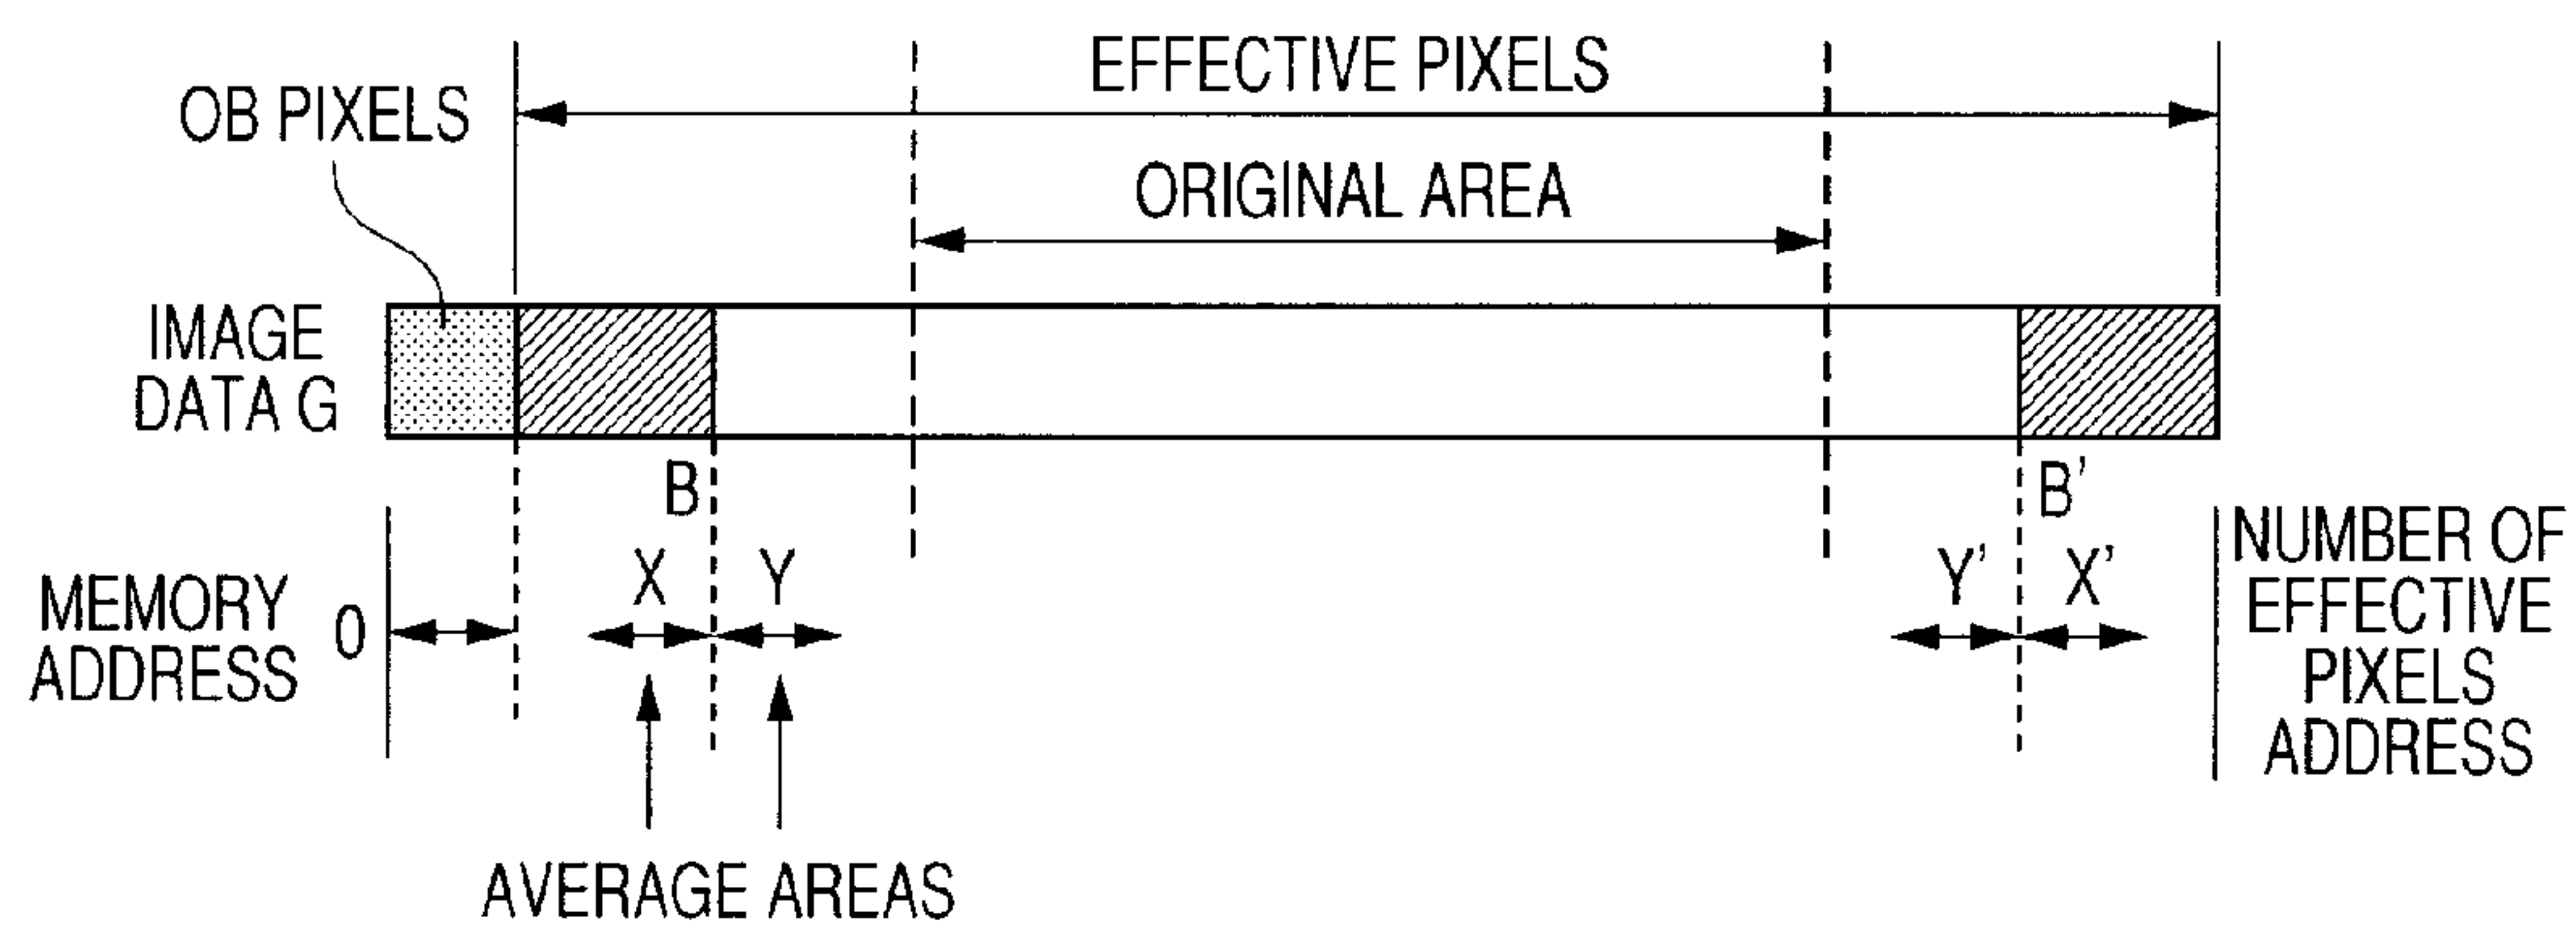 EFFECTIVE PIXELS
OB PIXELS
ORIGINAL AREA
IMAGE
DATA G
B
B'
MEMORY
ADDRESS
0
X
Y
Y'
X'
NUMBER OF
EFFECTIVE
PIXELS
ADDRESS
AVERAGE AREAS